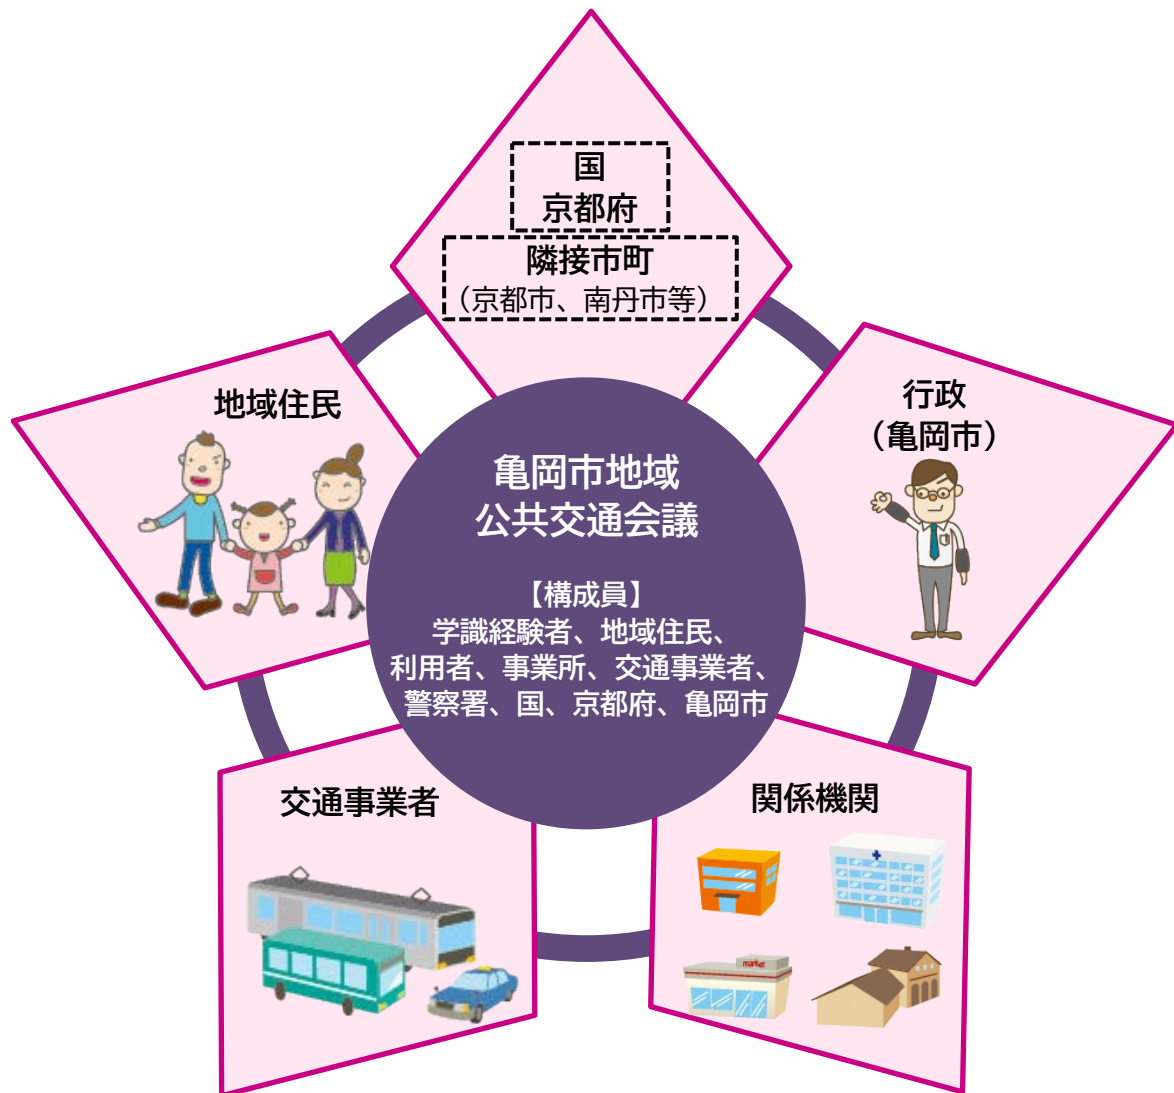 国
京都府
隣接市町
（京都市、南丹市等）
地域住民
行政
（亀岡市）
亀岡市地域
公共交通会議
【構成員】
学識経験者、地域住民、
利用者、事業所、交通事業者、
警察署、国、京都府、亀岡市
交通事業者
関係機関
market